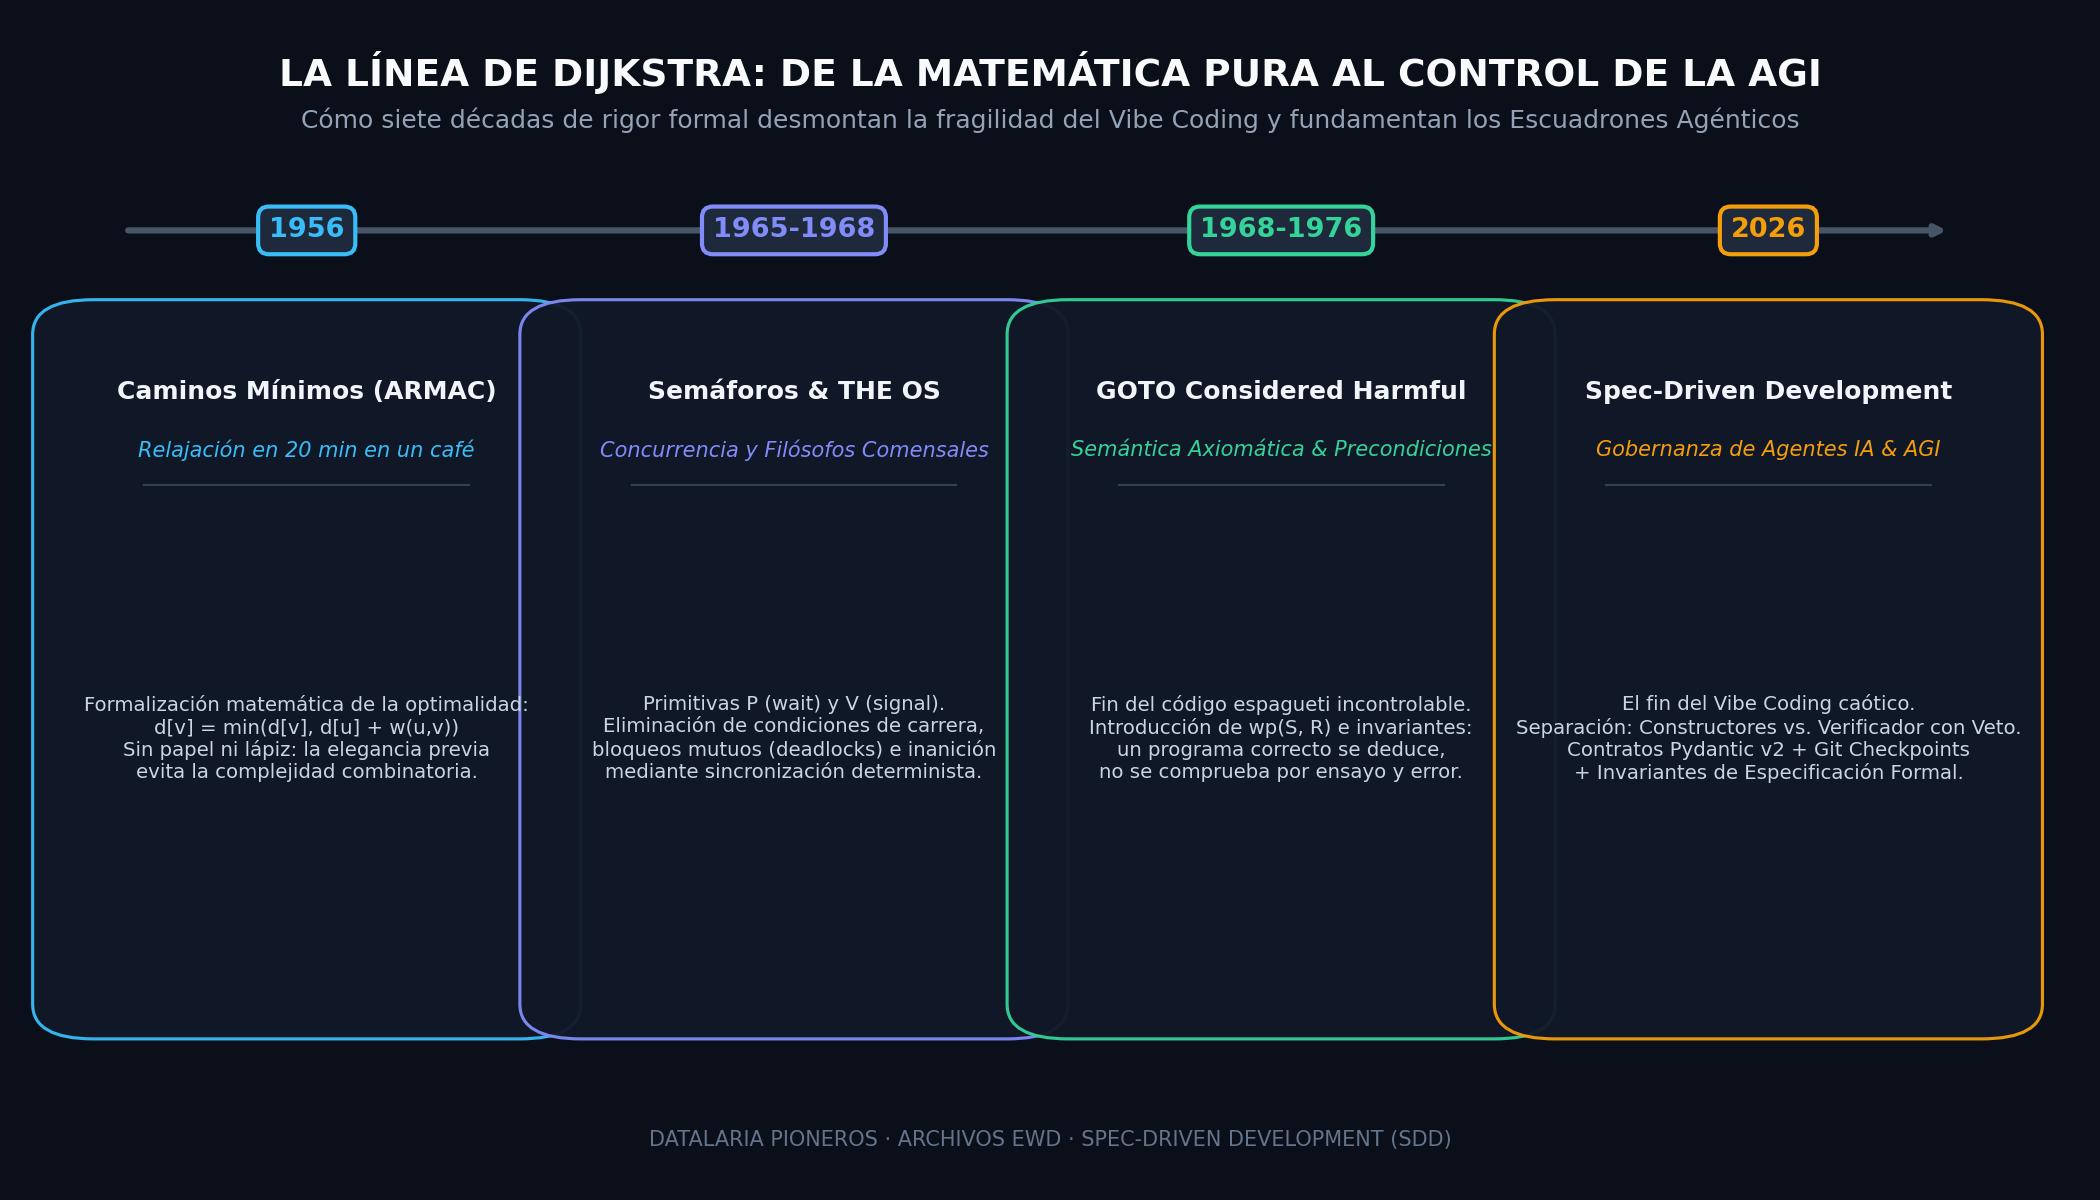 LA LÍNEA DE DIJKSTRA: DE LA MATEMÁTICA PURA AL CONTROL DE LA AGI
Cómo siete décadas de rigor formal desmontan la fragilidad del Vibe Coding y fundamentan los Escuadrones Agénticos
1956
1965-1968
1968-1976
2026
Caminos Mínimos (ARMAC)
Relajación en 20 min en un café
Formalización matemática de la optimalidad:
d[v] = min(d[v], d[u] + w(u,v))
Sin papel ni lápiz: la elegancia previa
evita la complejidad combinatoria.
Semáforos & THE OS
Concurrencia y Filósofos Comensales
Primitivas P (wait) y V (signal).
Eliminación de condiciones de carrera,
bloqueos mutuos (deadlocks) e inanición
mediante sincronización determinista.
GOTO Considered Harmful
Semántica Axiomática & Precondiciones
Fin del código espagueti incontrolable.
Introducción de wp(S, R) e invariantes:
un programa correcto se deduce,
no se comprueba por ensayo y error.
Spec-Driven Development
Gobernanza de Agentes IA & AGI
El fin del Vibe Coding caótico.
Separación: Constructores vs. Verificador con Veto.
Contratos Pydantic v2 + Git Checkpoints
+ Invariantes de Especificación Formal.
DATALARIA PIONEROS · ARCHIVOS EWD · SPEC-DRIVEN DEVELOPMENT (SDD)